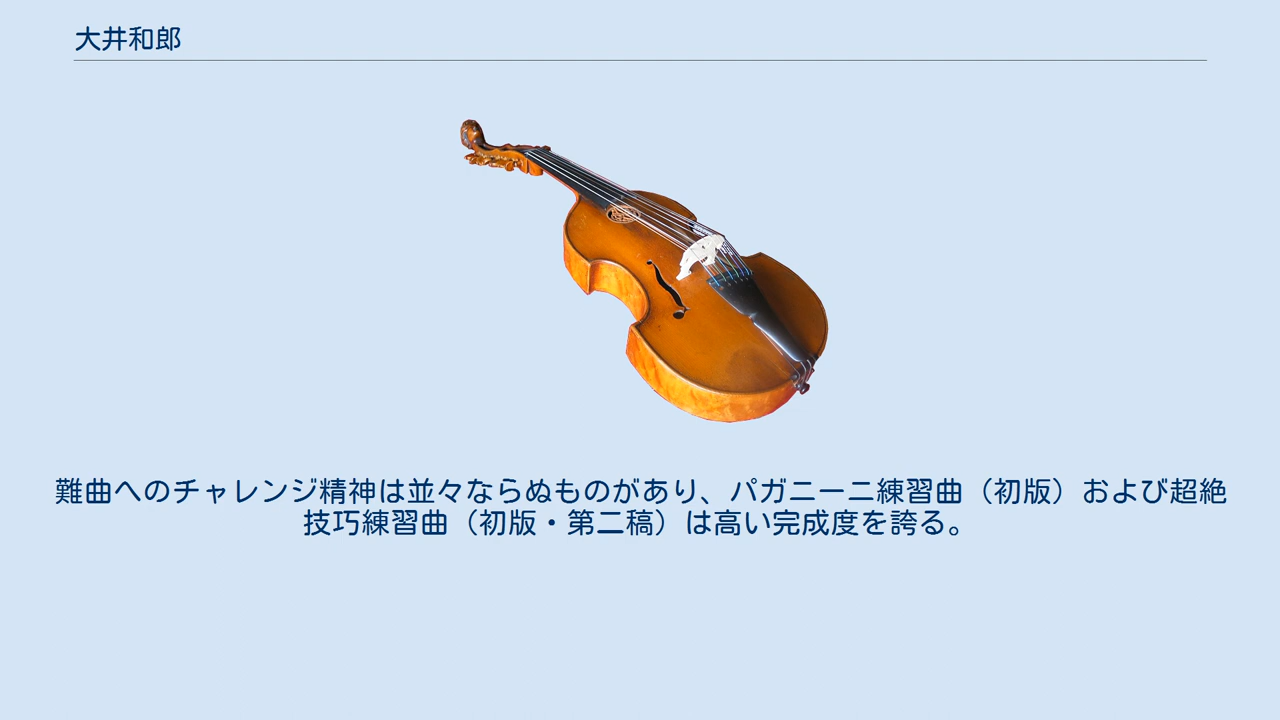 大井和郎
難曲へのチャレンジ精神は並々ならぬものがあり、パガニーニ練習曲（初版）および超絶
技巧練習曲（初版・第二稿）は高い完成度を誇る。